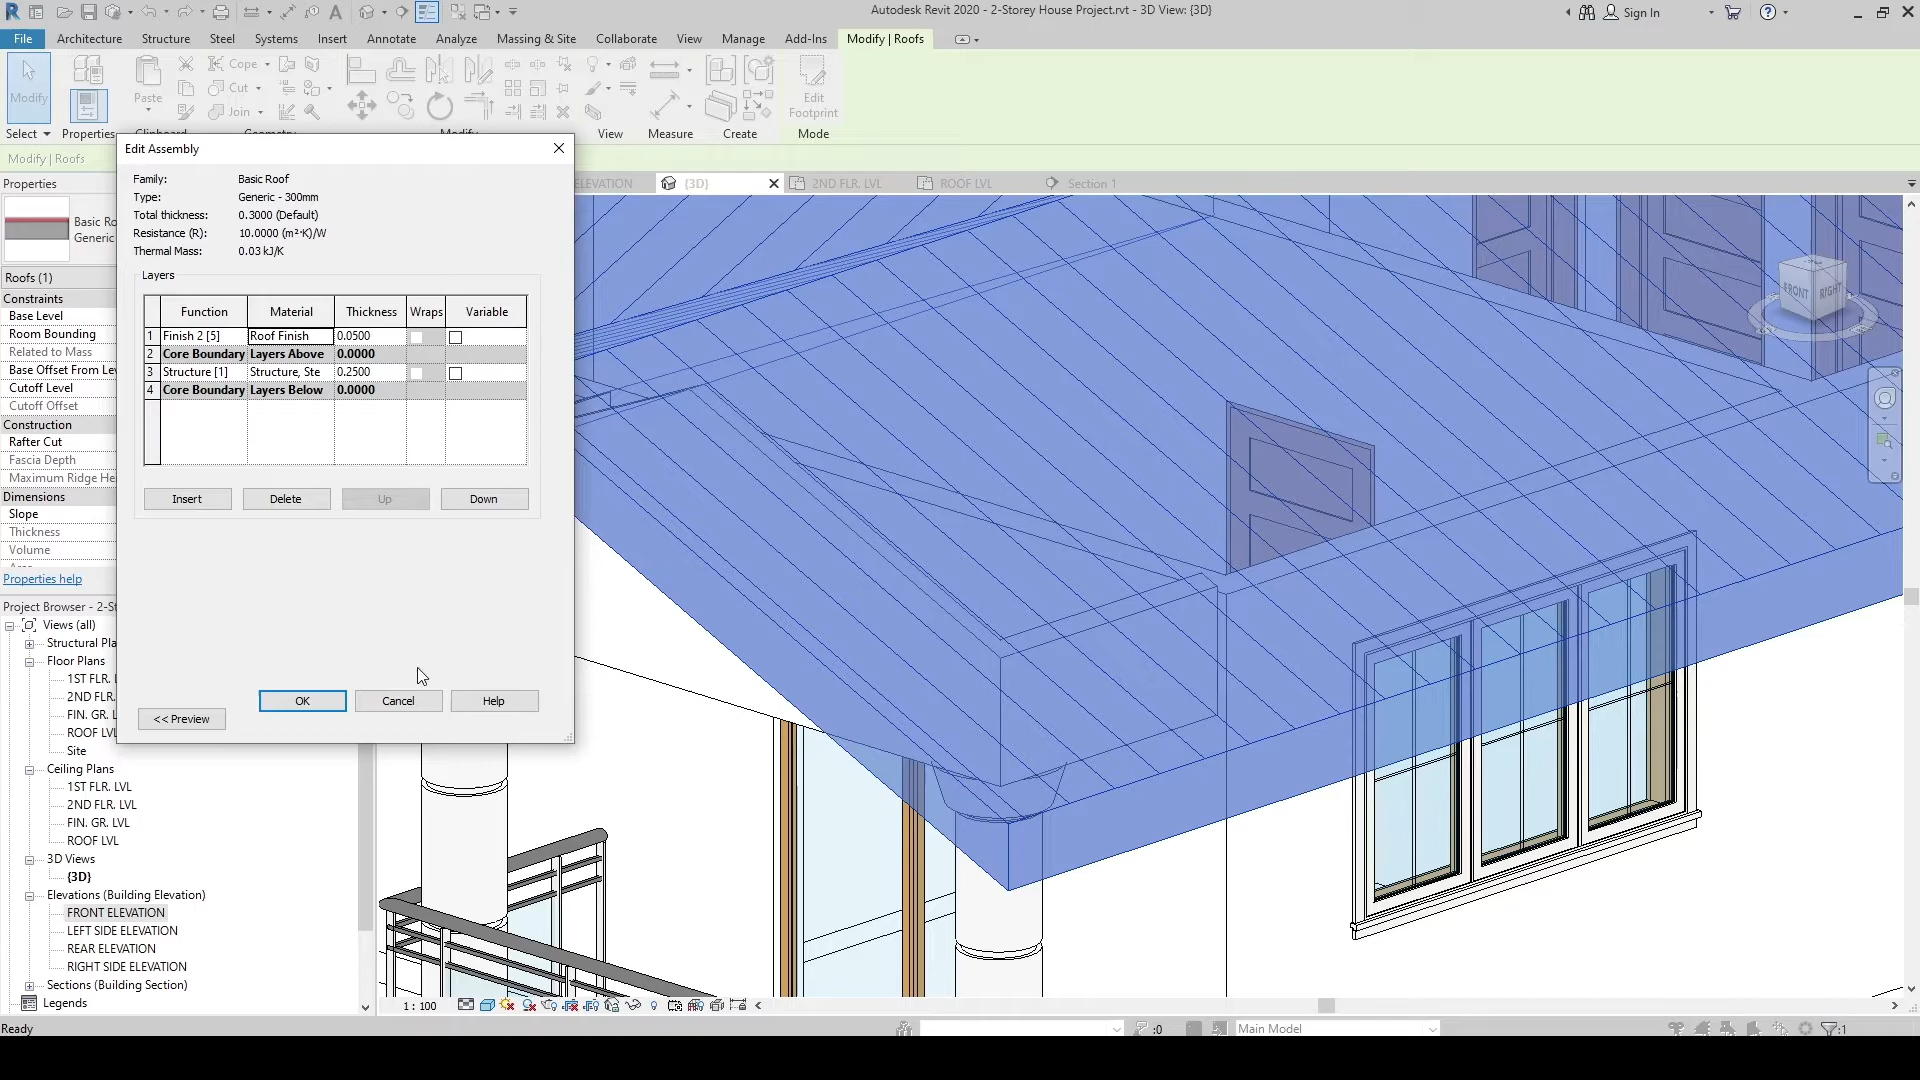 Autodesk Revit 2020 - 2-Storey House Project.rvt - 3D View: {3D}
Sign In
File
Architecture
Structure
Steel
Systems
Insert
Annotate
Analyze
Massing & Site
Collaborate
View
Manage
Add-Ins
Modify | Roofs
Modify
Paste
Cope
Cut
Join
Edit
Footprint
Select
Properties
View
Measure
Create
Mode
Modify | Roofs
Edit Assembly
Family: Basic Roof
Type: Generic - 300mm
Total thickness: 0.3000 (Default)
Resistance (R): 10.0000 (m²·K)/W
Thermal Mass: 0.03 kJ/K
Layers
Function Material Thickness Wraps Variable
1 Finish 2 [5] Roof Finish 0.0500
2 Core Boundary Layers Above 0.0000
3 Structure [1] Structure, Ste 0.2500
4 Core Boundary Layers Below 0.0000
Insert
Delete
Up
Down
OK
Cancel
Help
<< Preview
ELEVATION
{3D}
2ND FLR. LVL
ROOF LVL
Section 1
FRONT
RIGHT
Properties
Basic Ro
Generic
Roofs (1)
Constraints
Base Level
Room Bounding
Related to Mass
Base Offset From Le
Cutoff Level
Cutoff Offset
Construction
Rafter Cut
Fascia Depth
Maximum Ridge He
Dimensions
Slope
Thickness
Volume
Properties help
Project Browser - 2-St
Views (all)
Structural Pla
Floor Plans
1ST FLR. L
2ND FLR.
FIN. GR. L
ROOF LVL
Site
Ceiling Plans
1ST FLR. LVL
2ND FLR. LVL
FIN. GR. LVL
ROOF LVL
3D Views
{3D}
Elevations (Building Elevation)
FRONT ELEVATION
LEFT SIDE ELEVATION
REAR ELEVATION
RIGHT SIDE ELEVATION
Sections (Building Section)
Legends
1 : 100
Ready
:0
Main Model
:1